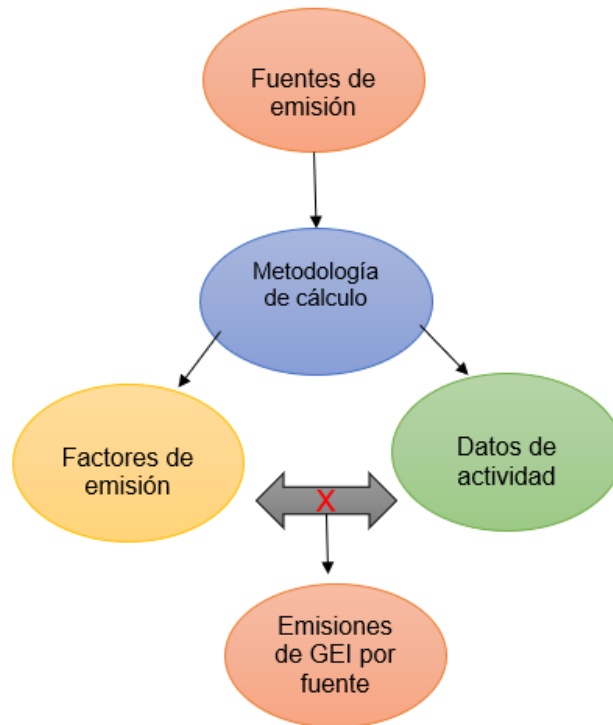 Fuentes de
emisión
Metodología
de cálculo
Factores de
emisión
Datos de
actividad
X
Emisiones
de GEI por
fuente